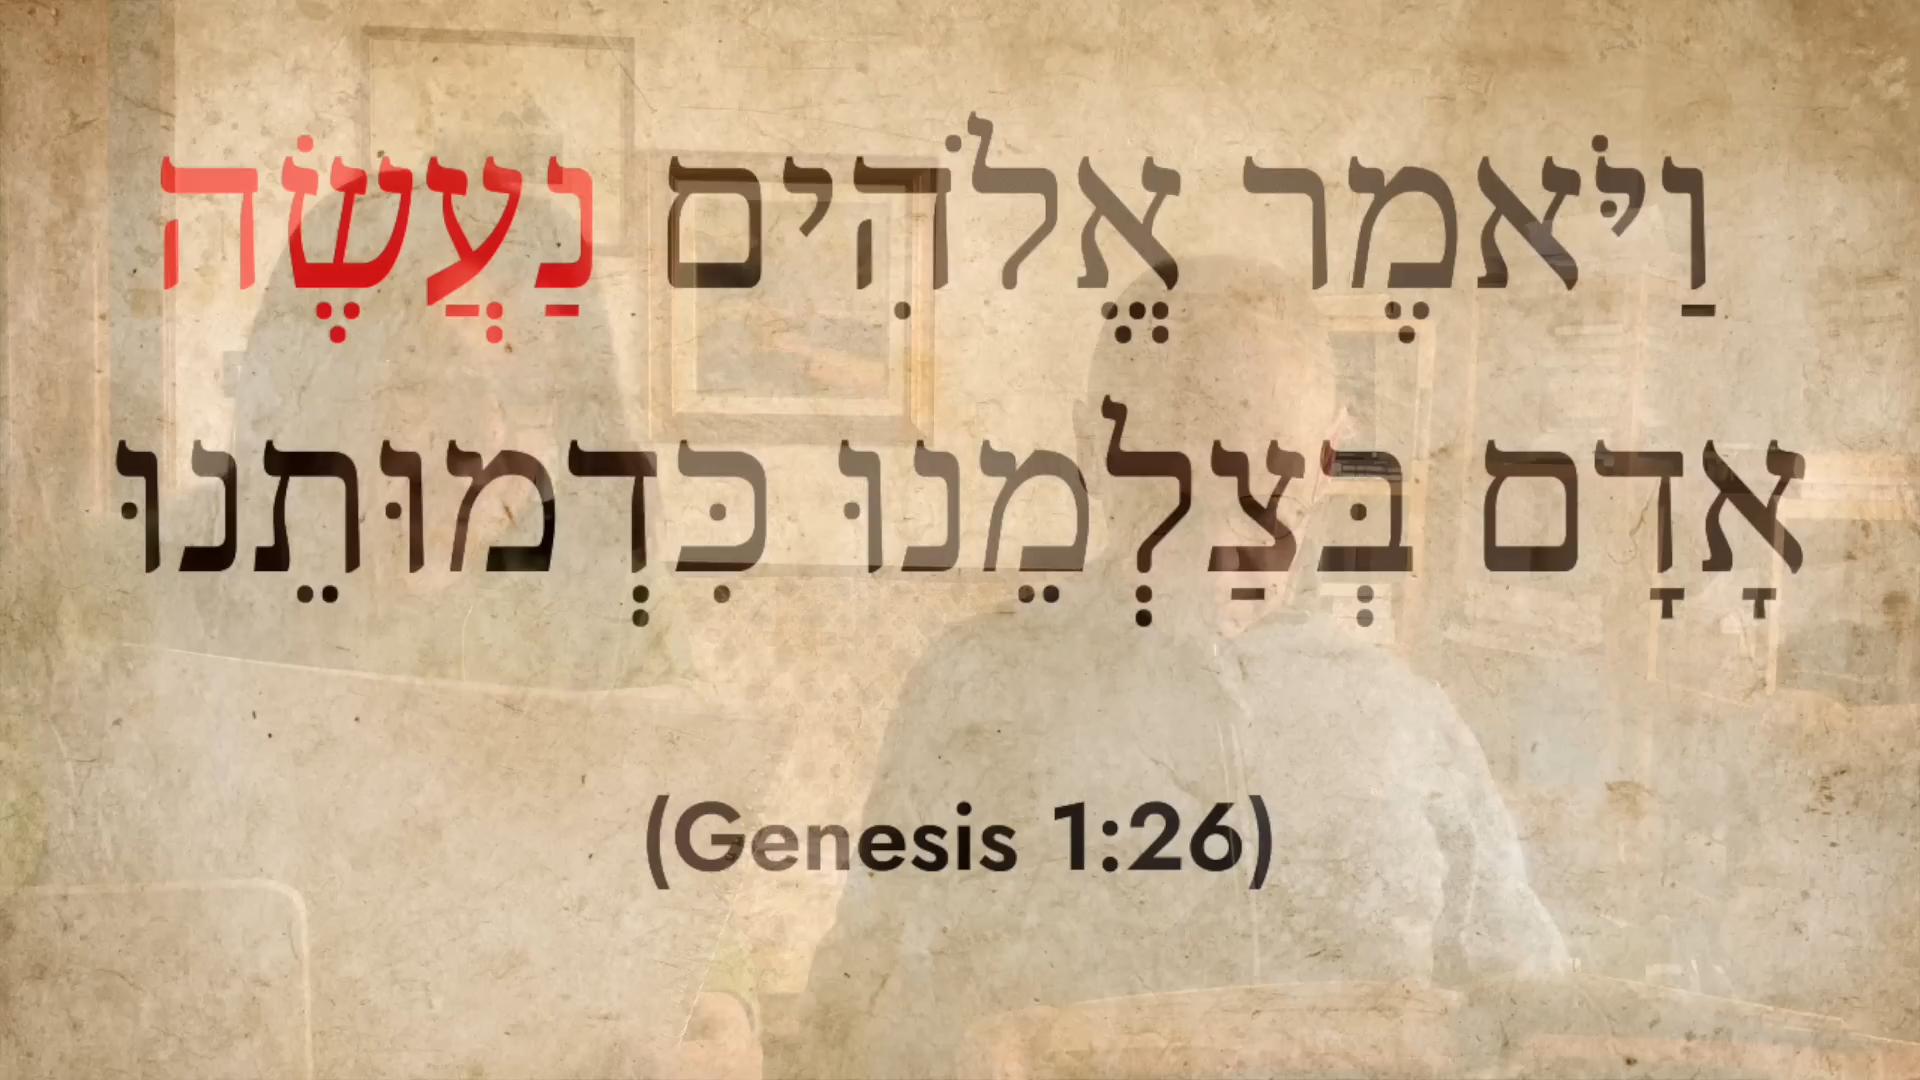 וַיֹּאמֶר אֱלֹהִים נַעֲשֶׂה
אָדָם בְּצַלְמֵנוּ כִּדְמוּתֵנוּ
(Genesis 1:26)